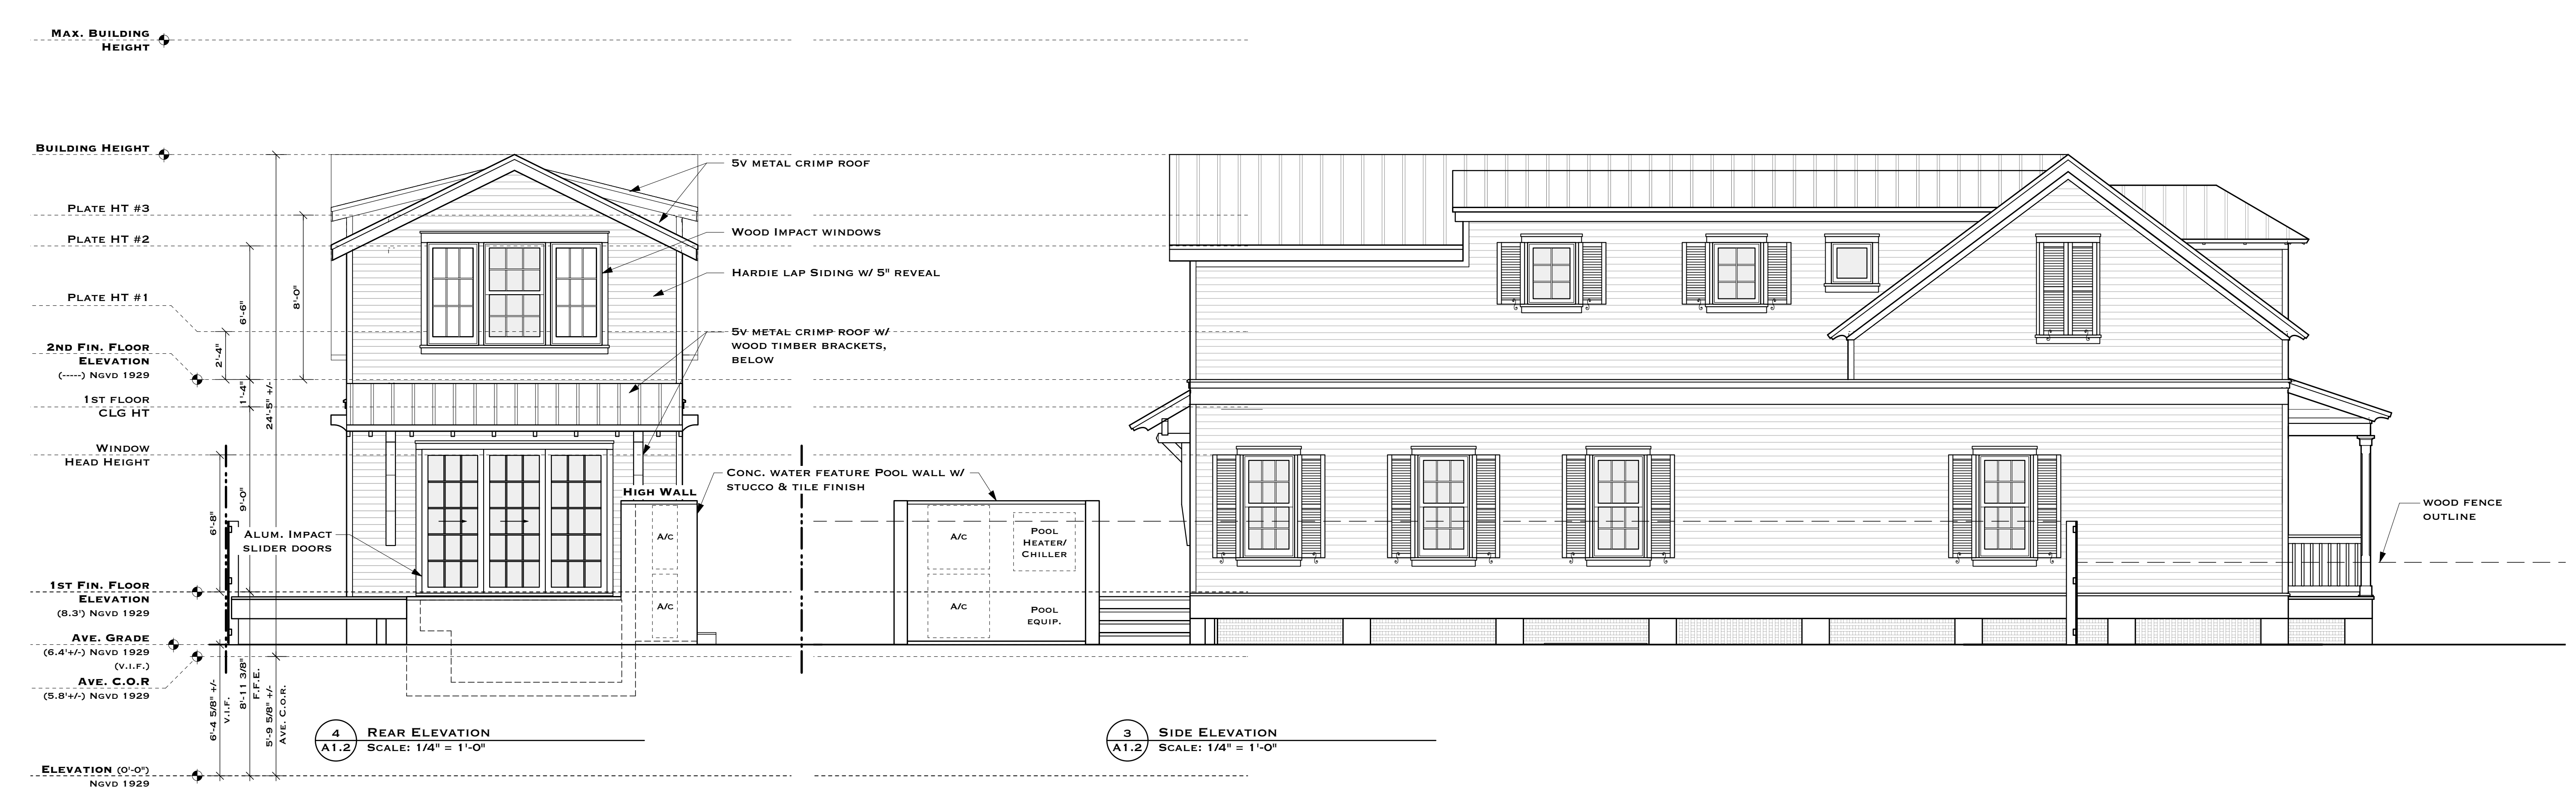 Max. Building
Height
Building Height
Plate HT #3
Plate HT #2
Plate HT #1
2nd Fin. Floor
Elevation
(-----) Ngvd 1929
1st floor
CLG HT
Window
Head Height
1st Fin. Floor
Elevation
(8.3') Ngvd 1929
Ave. Grade
(6.4'+/-) Ngvd 1929
(V.I.F.)
Ave. C.O.R
(5.8'+/-) Ngvd 1929
Elevation (0'-0")
Ngvd 1929
2'-4"
6'-6"
8'-0"
1'-4"
24'-5" +/-
9'-0"
6'-8"
6'-4 5/8" +/-
V.I.F.
8'-11 3/8"
F.F.E.
5'-9 5/8" +/-
Ave. C.O.R.
5v metal crimp roof
Wood Impact windows
Hardie lap Siding w/ 5" reveal
5v metal crimp roof w/
wood timber brackets,
below
Conc. water feature Pool wall w/
stucco & tile finish
High Wall
Alum. Impact
slider doors
A/C
A/C
A/C
A/C
Pool
Heater/
Chiller
Pool
equip.
wood fence
outline
4
A1.2
Rear Elevation
Scale: 1/4" = 1'-0"
3
A1.2
Side Elevation
Scale: 1/4" = 1'-0"